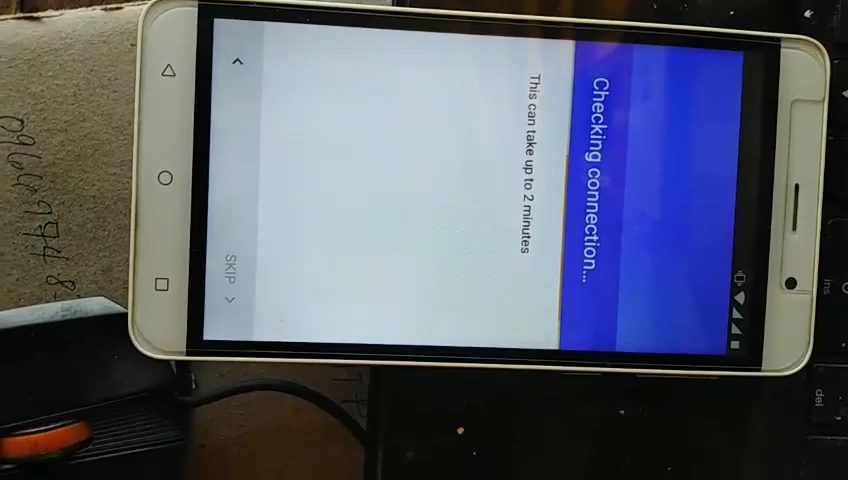 Checking connection...
This can take up to 2 minutes
SKIP
ins
del